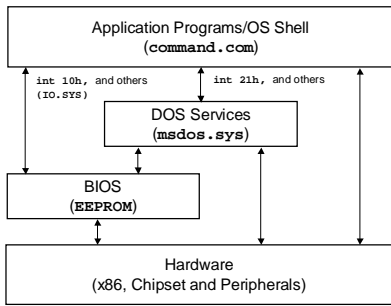 Application Programs/OS Shell
(command.com)
int 10h, and others
(IO.SYS)
int 21h, and others
DOS Services
(msdos.sys)
BIOS
(EEPROM)
Hardware
(x86, Chipset and Peripherals)